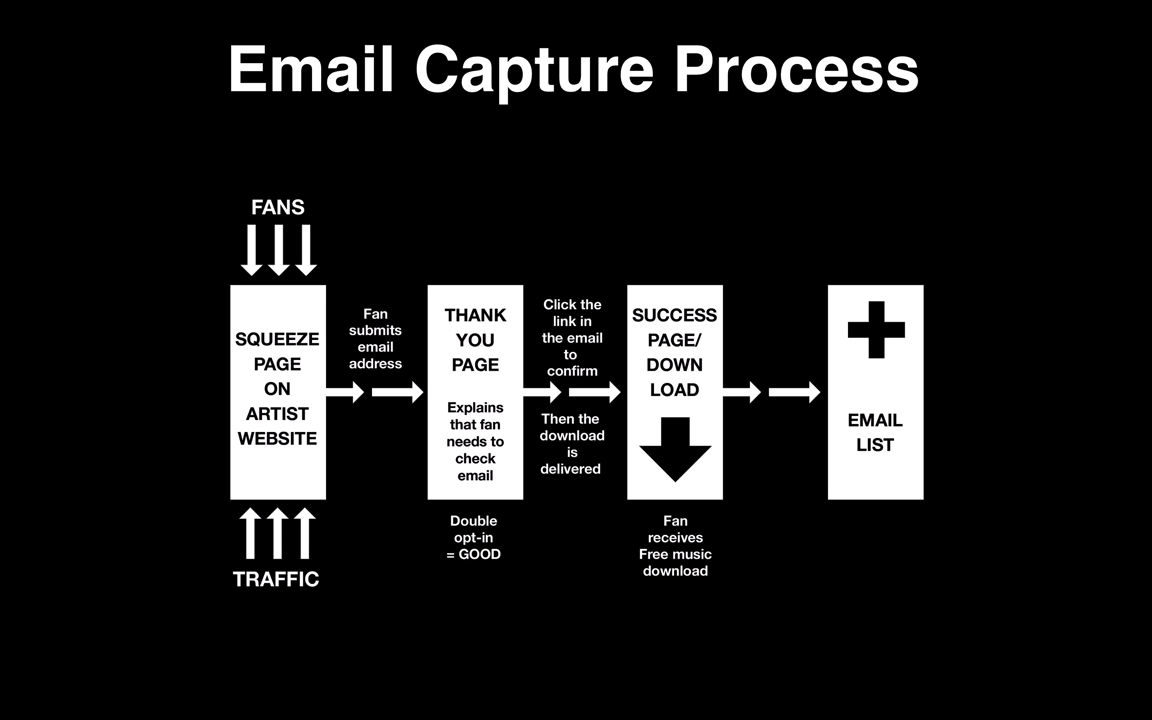 Email Capture Process
FANS
SQUEEZE
PAGE
ON
ARTIST
WEBSITE
TRAFFIC
Fan
submits
email
address
THANK
YOU
PAGE
Explains
that fan
needs to
check
email
Double
opt-in
= GOOD
Click the
link in
the email
to
confirm
Then the
download
is
delivered
SUCCESS
PAGE/
DOWN
LOAD
Fan
receives
Free music
download
EMAIL
LIST